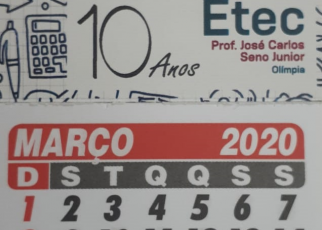 10 Anos
Etec
Prof. José Carlos
Seno Junior
Olímpia
MARÇO 2020
D S T Q Q S S
1 2 3 4 5 6 7